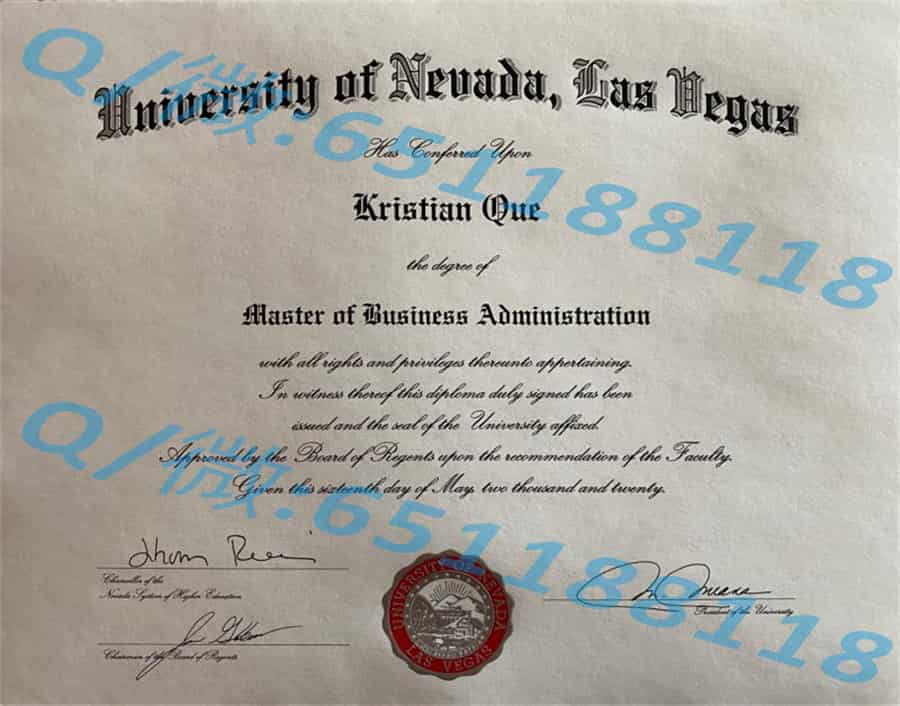 University of Nevada, Las Vegas
Has Conferred Upon
Kristian Que
the degree of
Master of Business Administration
with all rights and privileges thereunto appertaining.
In witness thereof this diploma duly signed has been
issued and the seal of the University affixed.
Approved by the Board of Regents upon the recommendation of the Faculty.
Given this sixteenth day of May, two thousand and twenty.
Chancellor of the
Nevada System of Higher Education
President of the University
Chairman of the Board of Regents
UNIVERSITY OF NEVADA
LAS VEGAS
Q/微:651188118
Q/微:651188118